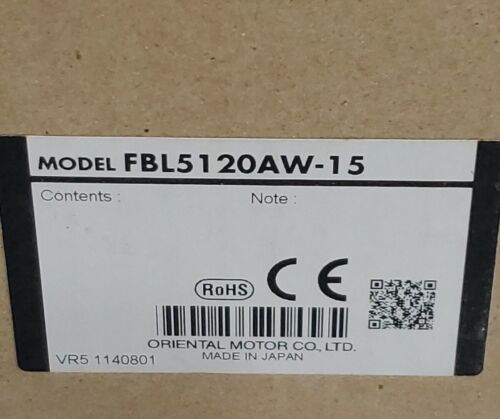 MODEL FBL5120AW-15
Contents : Note :
RoHS CE
ORIENTAL MOTOR CO., LTD.
MADE IN JAPAN
VR5 1140801